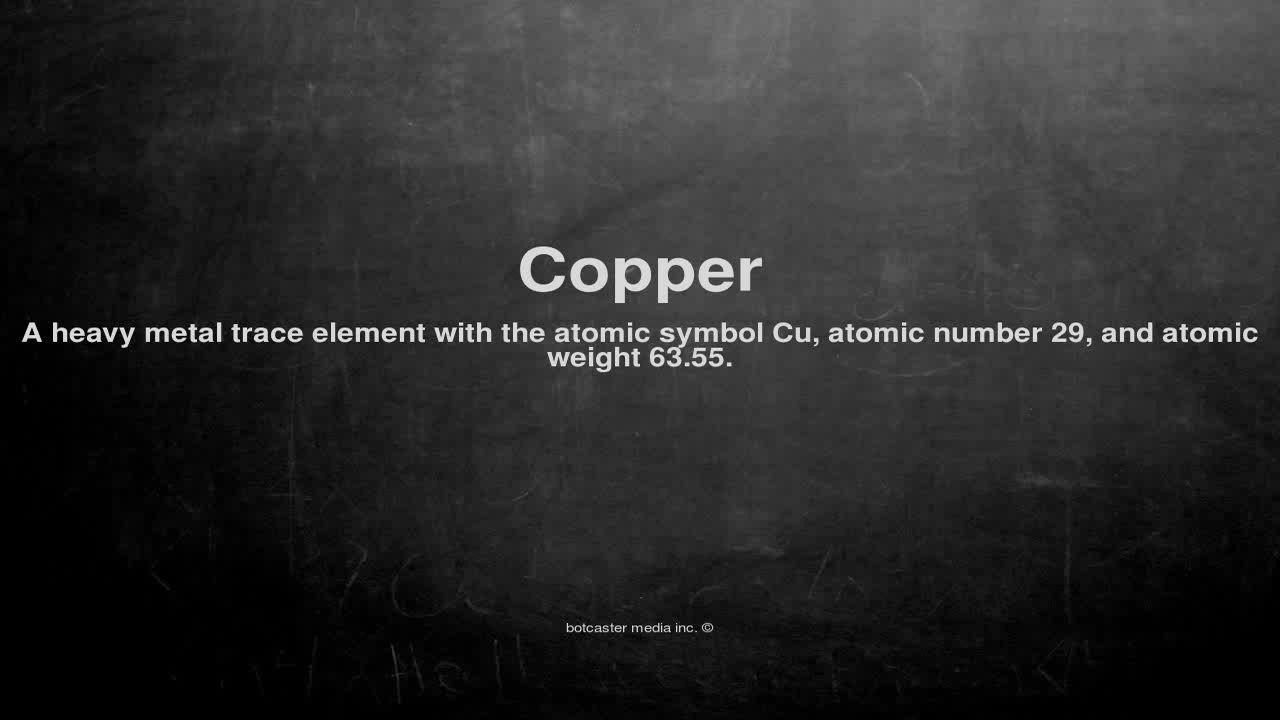 Copper
A heavy metal trace element with the atomic symbol Cu, atomic number 29, and atomic
weight 63.55.
botcaster media inc. ©